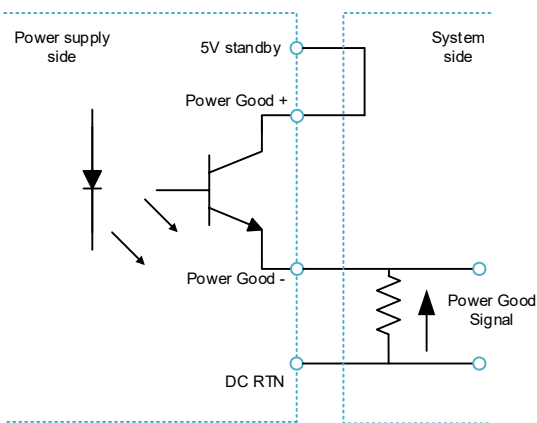 Power supply
side
5V standby
System
side
Power Good +
Power Good -
Power Good
Signal
DC RTN